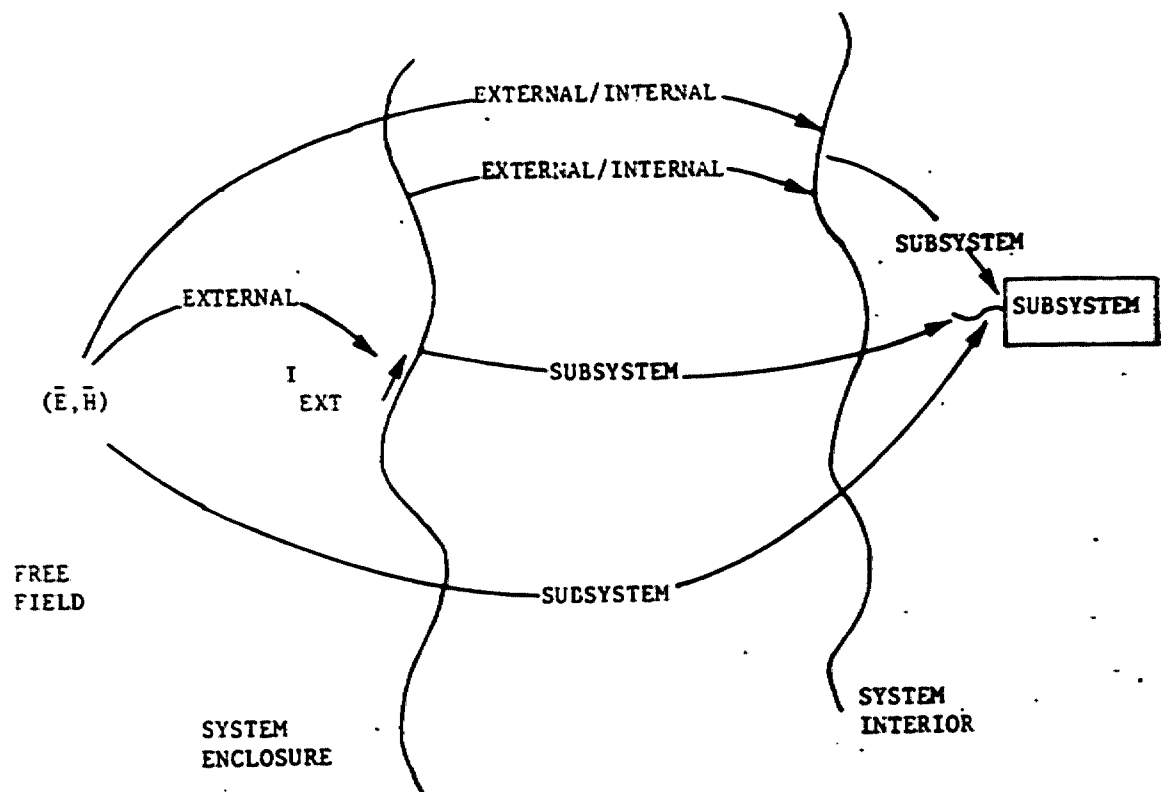 EXTERNAL/INTERNAL
EXTERNAL/INTERNAL
SUBSYSTEM
EXTERNAL
SUBSYSTEM
I
EXT
SUBSYSTEM
(Ē,H̄)
FREE
FIELD
SUBSYSTEM
SYSTEM
INTERIOR
SYSTEM
ENCLOSURE